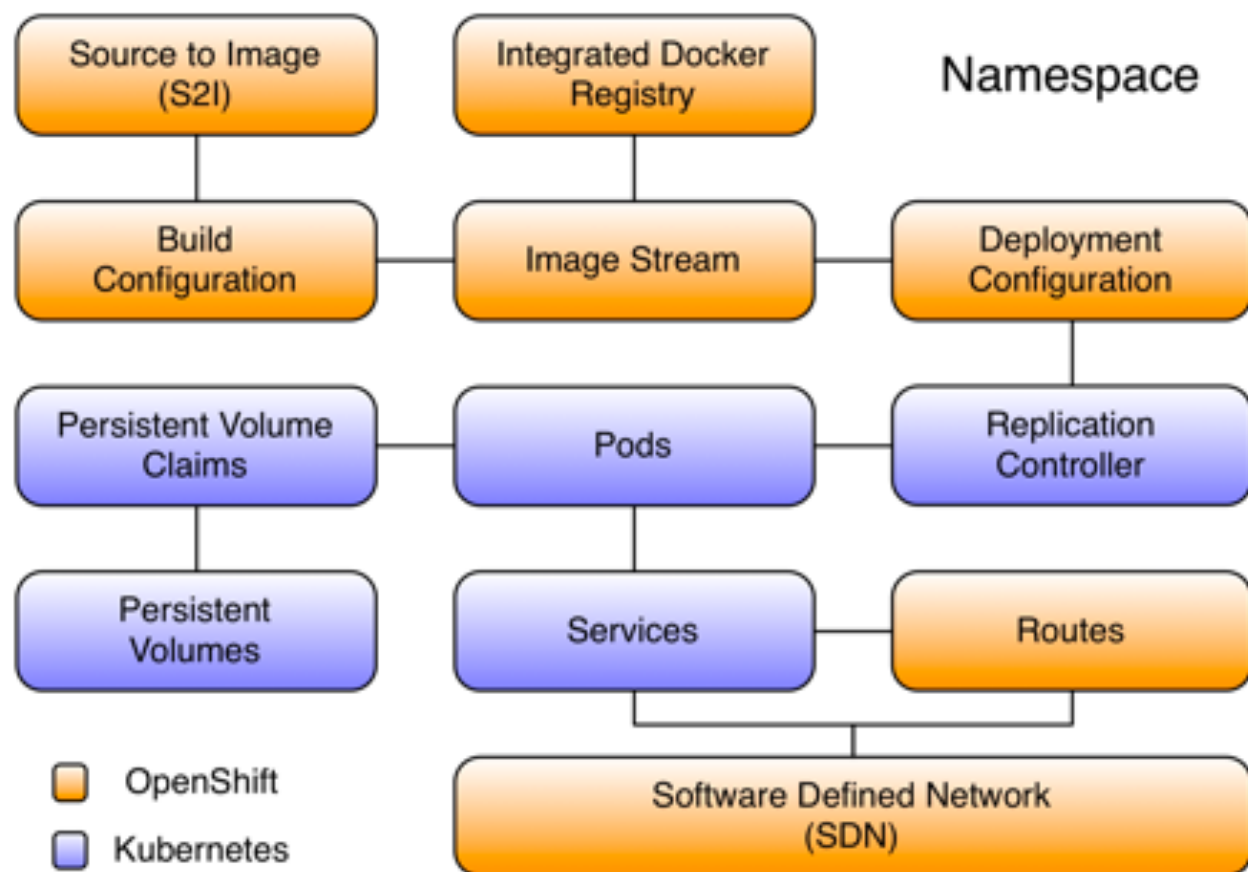 Source to Image
(S2I)
Integrated Docker
Registry
Namespace
Build
Configuration
Image Stream
Deployment
Configuration
Persistent Volume
Claims
Pods
Replication
Controller
Persistent
Volumes
Services
Routes
OpenShift
Kubernetes
Software Defined Network
(SDN)